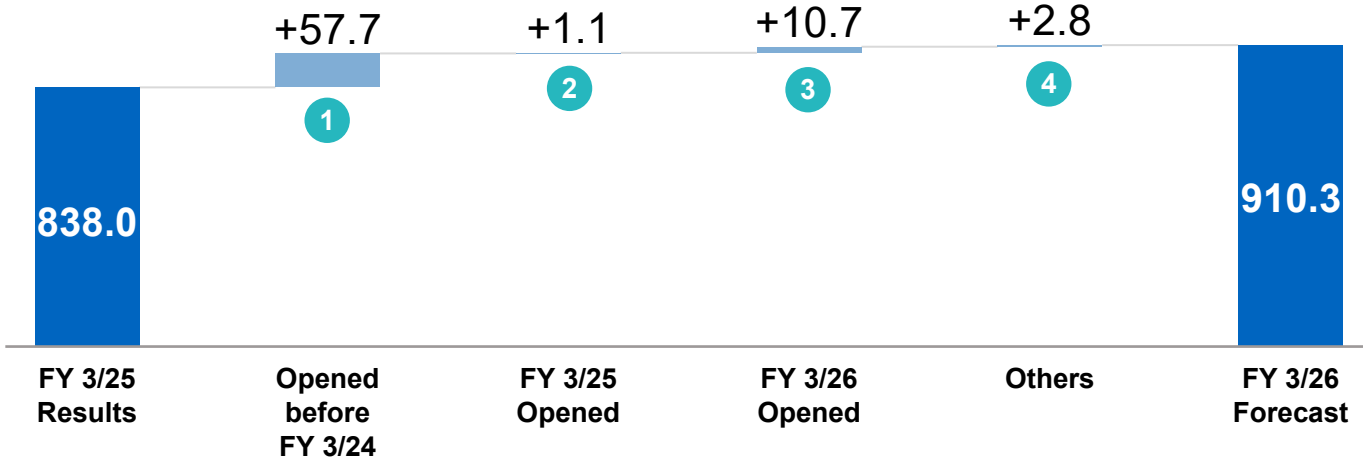 +57.7
+1.1
+10.7
+2.8
1
2
3
4
838.0
910.3
FY 3/25
Results
Opened
before
FY 3/24
FY 3/25
Opened
FY 3/26
Opened
Others
FY 3/26
Forecast